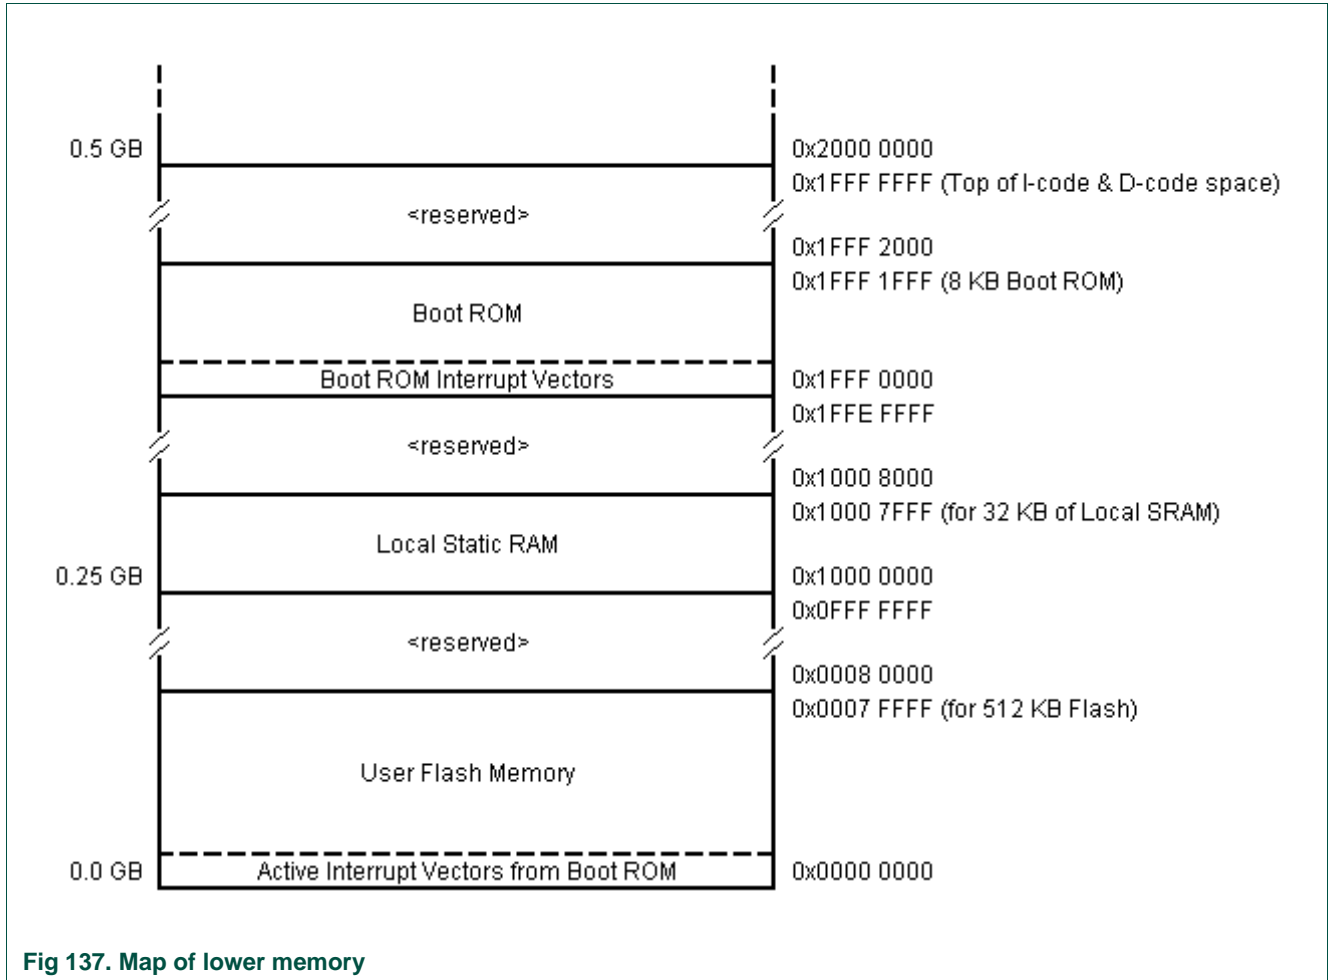 0.5 GB
0x2000 0000
0x1FFF FFFF (Top of I-code & D-code space)
<reserved>
0x1FFF 2000
0x1FFF 1FFF (8 KB Boot ROM)
Boot ROM
Boot ROM Interrupt Vectors
0x1FFF 0000
0x1FFE FFFF
<reserved>
0x1000 8000
0x1000 7FFF (for 32 KB of Local SRAM)
Local Static RAM
0.25 GB
0x1000 0000
0x0FFF FFFF
<reserved>
0x0008 0000
0x0007 FFFF (for 512 KB Flash)
User Flash Memory
0.0 GB
Active Interrupt Vectors from Boot ROM
0x0000 0000
Fig 137. Map of lower memory